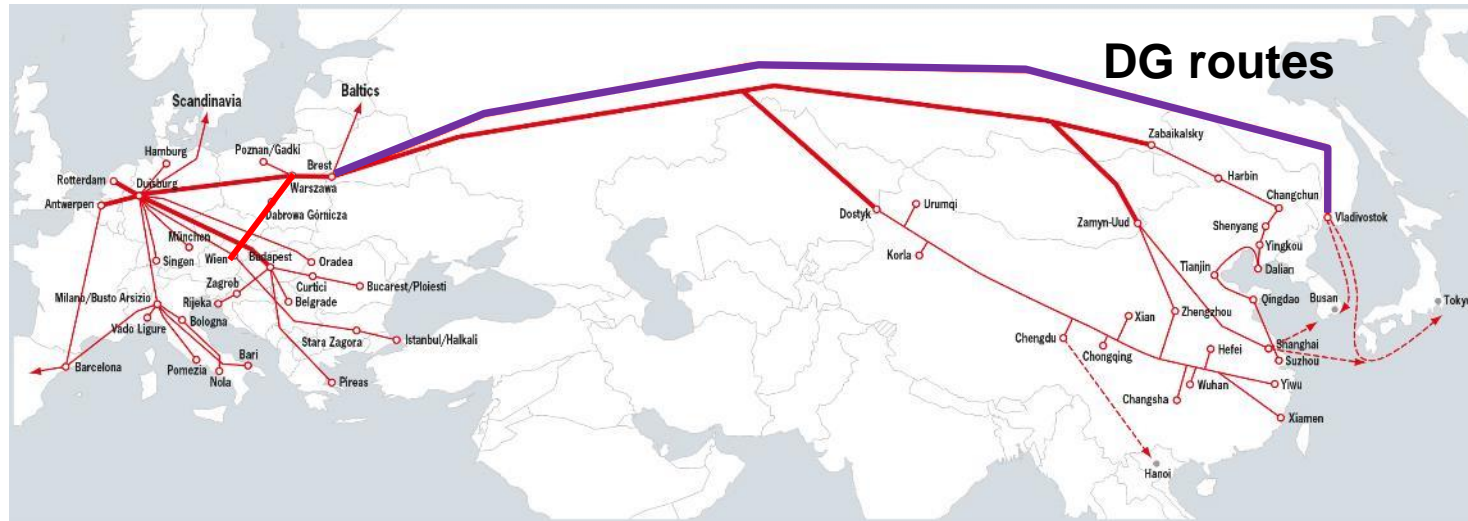 DG routes
Scandinavia
Baltics
Hamburg
Poznan/Gadki
Brest
Rotterdam
Duisburg
Warszawa
Antwerpen
Dabrowa Górnicza
München
Singen
Wien
Budapest
Oradea
Zagreb
Curtici
Bucarest/Ploiesti
Milano/Busto Arsizio
Rijeka
Belgrade
Vado Ligure
Bologna
Stara Zagora
Istanbul/Halkali
Barcelona
Pomezia
Nola
Bari
Pireas
Zabaikalsky
Harbin
Changchun
Dostyk
Urumqi
Zamyn-Uud
Shenyang
Vladivostok
Yingkou
Korla
Tianjin
Dalian
Qingdao
Busan
Tokyo
Xian
Zhengzhou
Chengdu
Chongqing
Hefei
Shanghai
Suzhou
Wuhan
Yiwu
Changsha
Xiamen
Hanoi